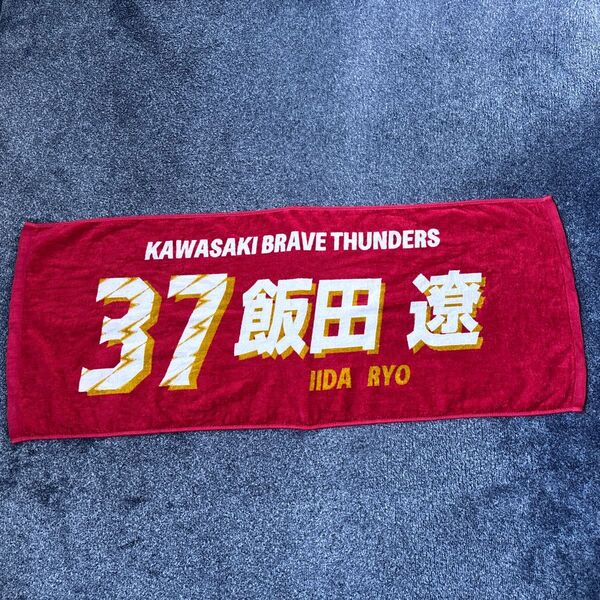 KAWASAKI BRAVE THUNDERS
37 飯田 遼
IIDA RYO